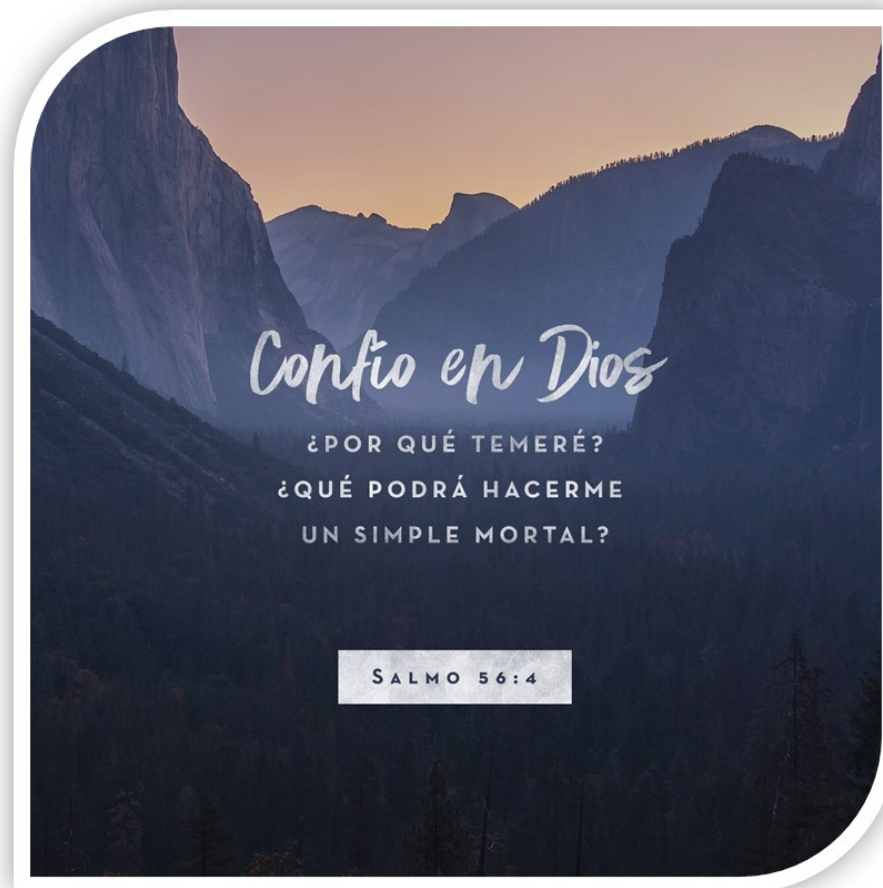 Confío en Dios
¿POR QUÉ TEMERÉ?
¿QUÉ PODRÁ HACERME
UN SIMPLE MORTAL?
SALMO 56:4